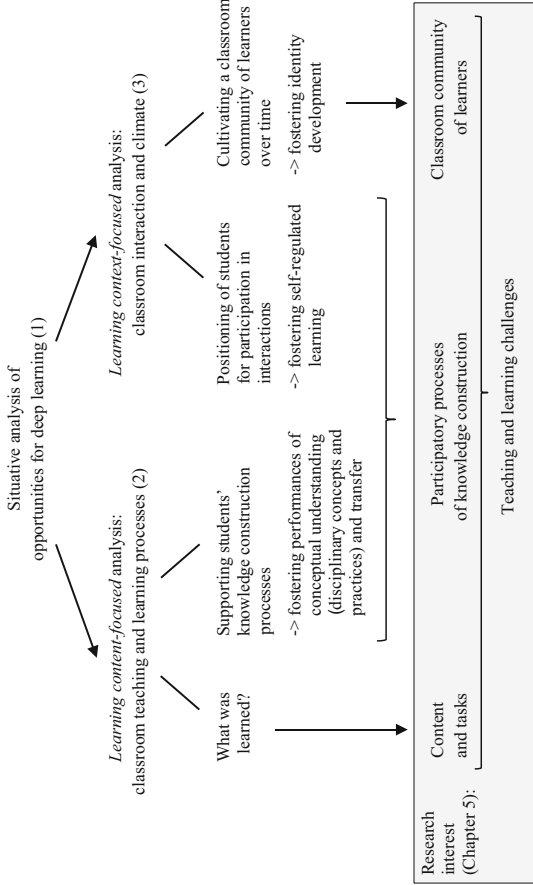 Situative analysis of
opportunities for deep learning (1)
Learning content-focused analysis:
classroom teaching and learning processes (2)
Learning context-focused analysis:
classroom interaction and climate (3)
What was
learned?
Supporting students’
knowledge construction
processes
-> fostering performances of
conceptual understanding
(disciplinary concepts and
practices) and transfer
Positioning of students
for participation in
interactions
-> fostering self-regulated
learning
Cultivating a classroom
community of learners
over time
-> fostering identity
development
Research
interest
(Chapter 5):
Content
and tasks
Participatory processes
of knowledge construction
Classroom community
of learners
Teaching and learning challenges